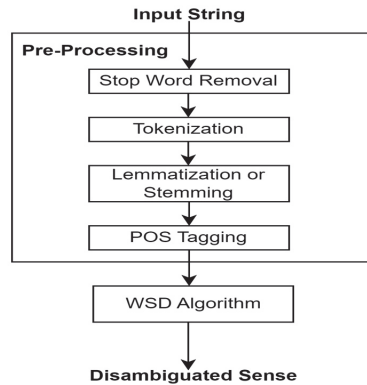 Input String
Pre-Processing
Stop Word Removal
Tokenization
Lemmatization or
Stemming
POS Tagging
WSD Algorithm
Disambiguated Sense